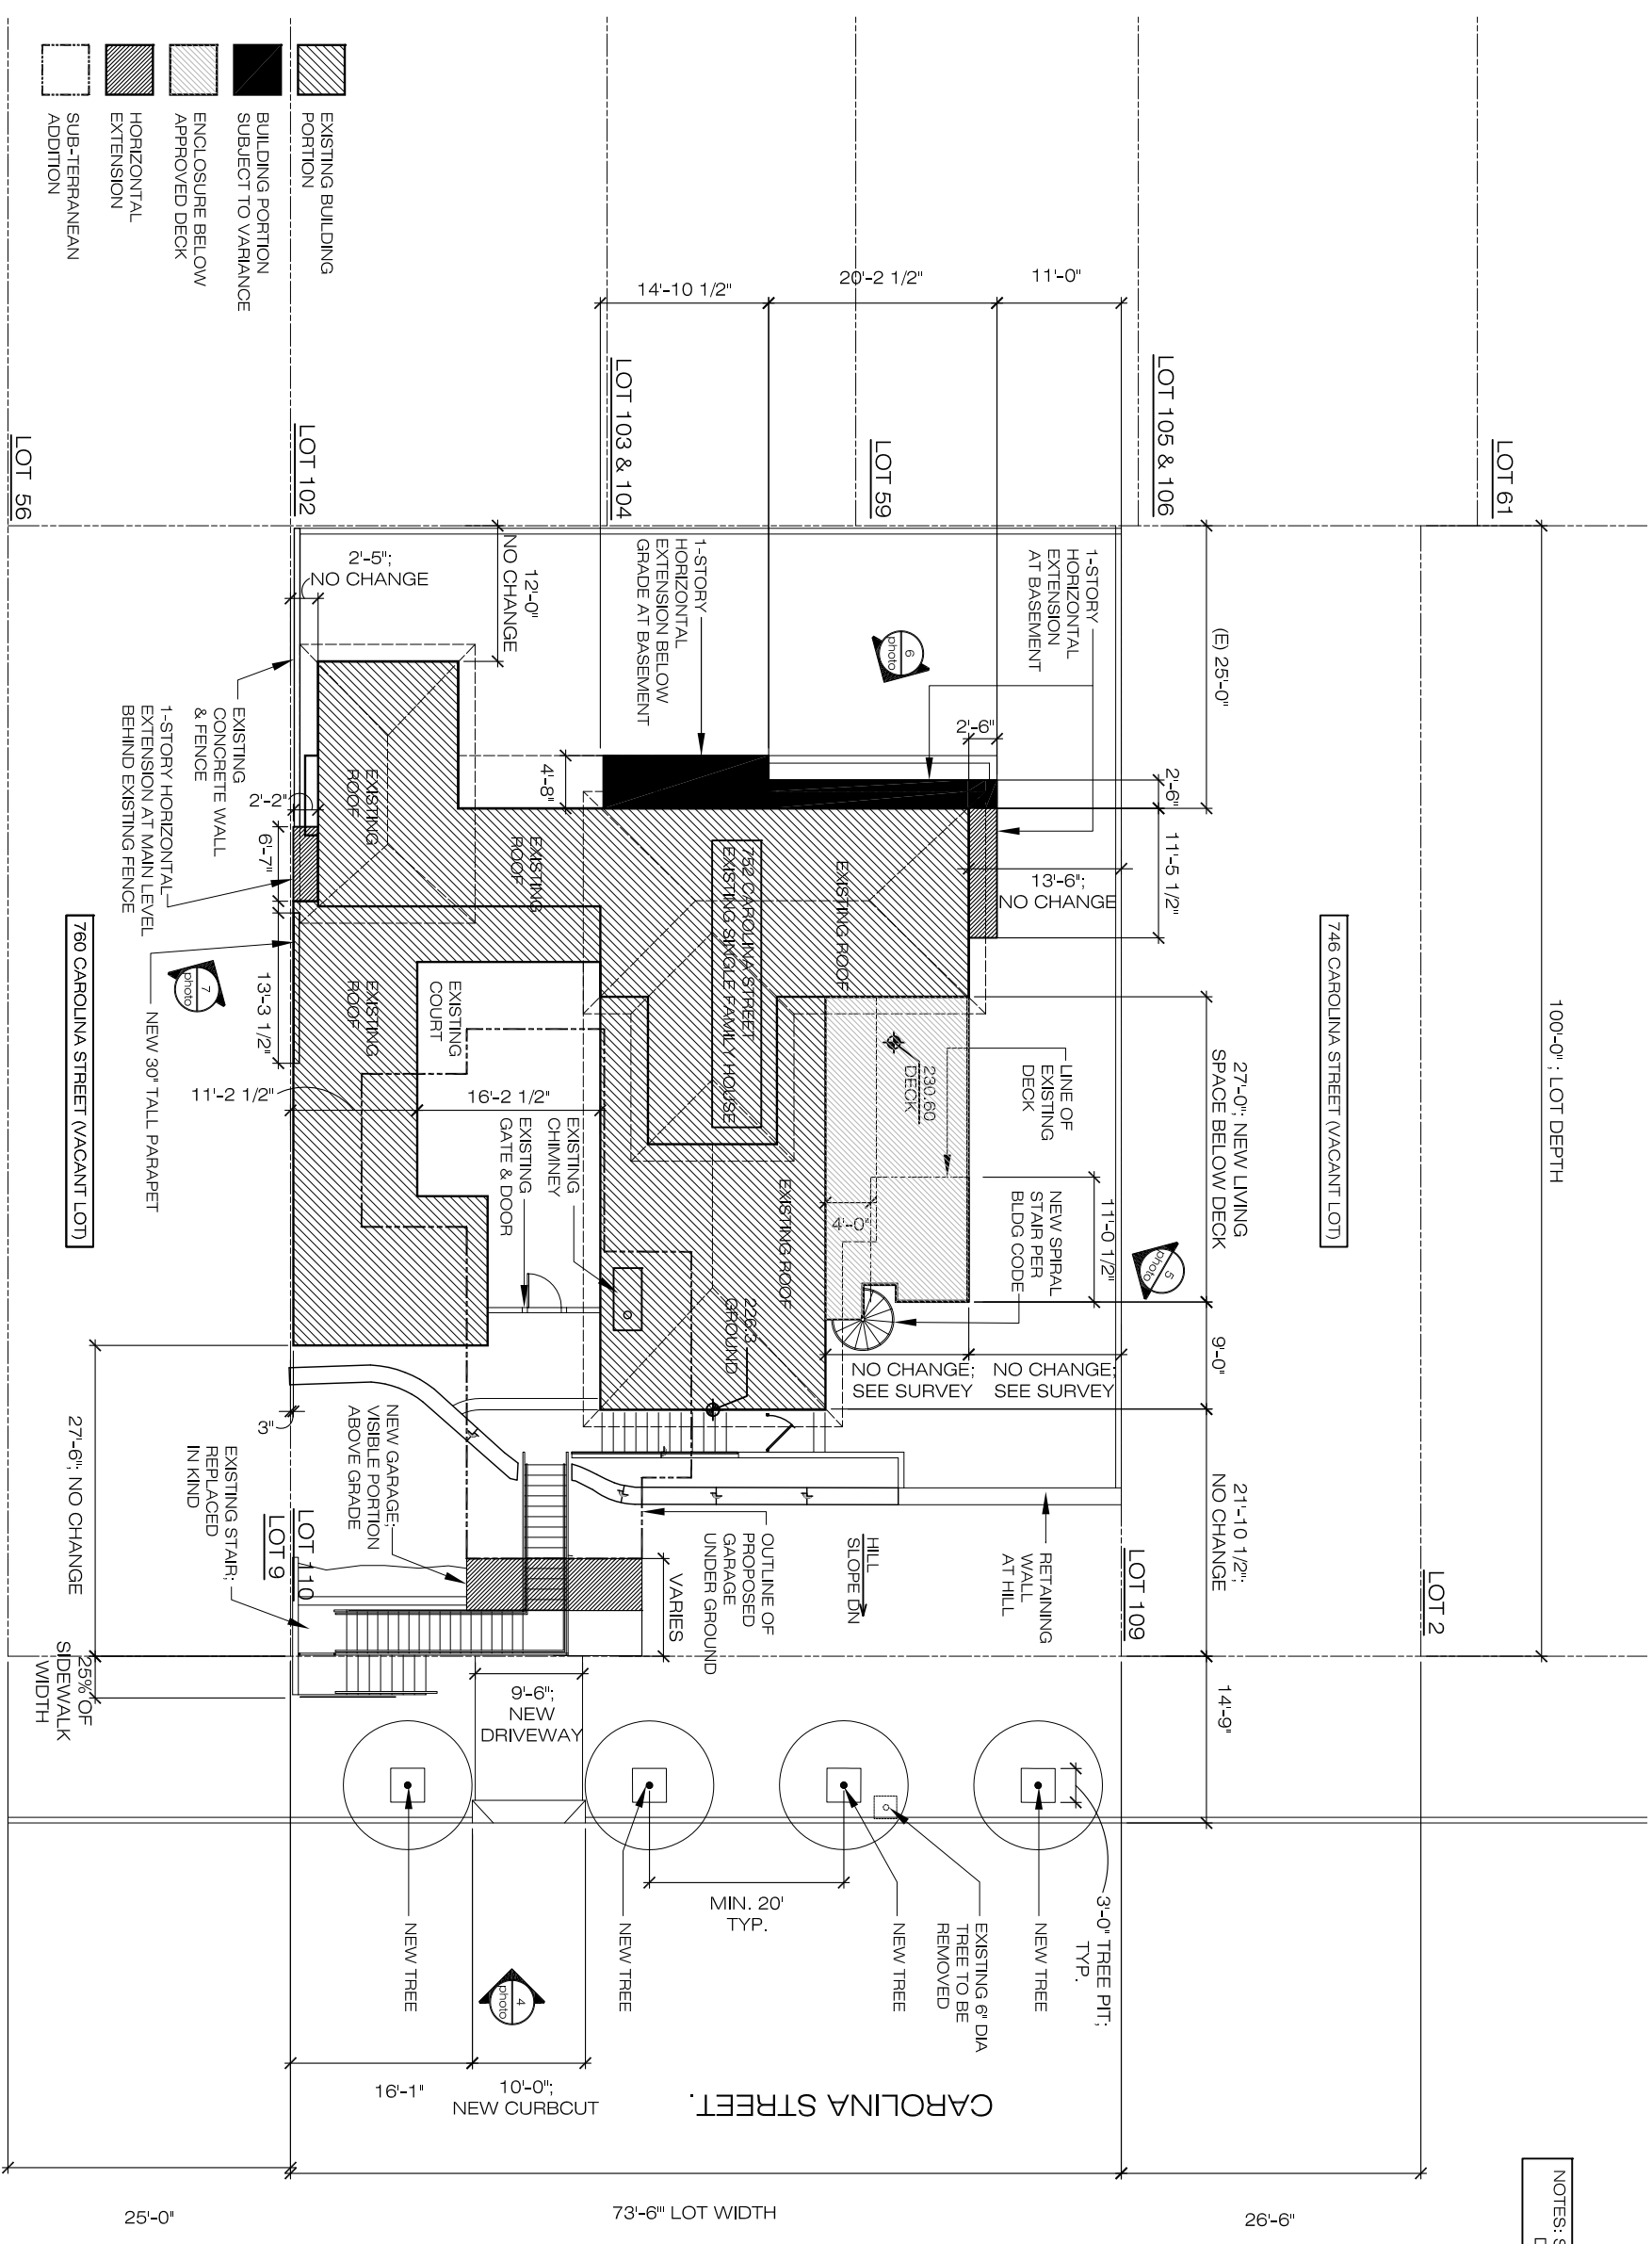 EXISTING BUILDING
PORTION
BUILDING PORTION
SUBJECT TO VARIANCE
ENCLOSURE BELOW
APPROVED DECK
HORIZONTAL
EXTENSION
SUB-TERRANEAN
ADDITION
14'-10 1/2"
20'-2 1/2"
11'-0"
LOT 61
LOT 105 & 106
LOT 59
LOT 103 & 104
LOT 102
LOT 56
100'-0" ; LOT DEPTH
(E) 25'-0"
2'-6"
11'-5 1/2"
27'-0"; NEW LIVING
SPACE BELOW DECK
9'-0"
21'-10 1/2";
NO CHANGE
14'-9"
746 CAROLINA STREET (VACANT LOT)
1-STORY
HORIZONTAL
EXTENSION
AT BASEMENT
6
photo
2'-6"
13'-6";
NO CHANGE
1-STORY
HORIZONTAL
EXTENSION BELOW
GRADE AT BASEMENT
12'-0"
NO CHANGE
2'-5";
NO CHANGE
4'-8"
EXISTING
CONCRETE WALL
& FENCE
1-STORY HORIZONTAL
EXTENSION AT MAIN LEVEL
BEHIND EXISTING FENCE
2'-2"
6'-7"
13'-3 1/2"
EXISTING
ROOF
EXISTING
ROOF
EXISTING ROOF
752 CAROLINA STREET
EXISTING SINGLE FAMILY HOUSE
EXISTING
ROOF
EXISTING
COURT
EXISTING ROOF
230.60
DECK
LINE OF
EXISTING
DECK
NEW SPIRAL
STAIR PER
BLDG CODE
11'-0 1/2"
4'-0"
5
photo
760 CAROLINA STREET (VACANT LOT)
7
photo
NEW 30" TALL PARAPET
11'-2 1/2"
16'-2 1/2"
EXISTING
GATE & DOOR
EXISTING
CHIMNEY
226.3
GROUND
NO CHANGE;
SEE SURVEY
NO CHANGE;
SEE SURVEY
3"
27'-6"; NO CHANGE
NEW GARAGE;
VISIBLE PORTION
ABOVE GRADE
EXISTING STAIR;
REPLACED
IN KIND
LOT 110
LOT 9
25% OF
SIDEWALK
WIDTH
VARIES
OUTLINE OF
PROPOSED
GARAGE
UNDER GROUND
HILL
SLOPE DN
RETAINING
WALL
AT HILL
LOT 109
LOT 2
9'-6";
NEW
DRIVEWAY
NEW TREE
NEW TREE
NEW TREE
NEW TREE
MIN. 20'
TYP.
EXISTING 6" DIA
TREE TO BE
REMOVED
3'-0" TREE PIT;
TYP.
4
photo
16'-1"
10'-0";
NEW CURBCUT
CAROLINA STREET.
25'-0"
73'-6"" LOT WIDTH
26'-6"
NOTES: